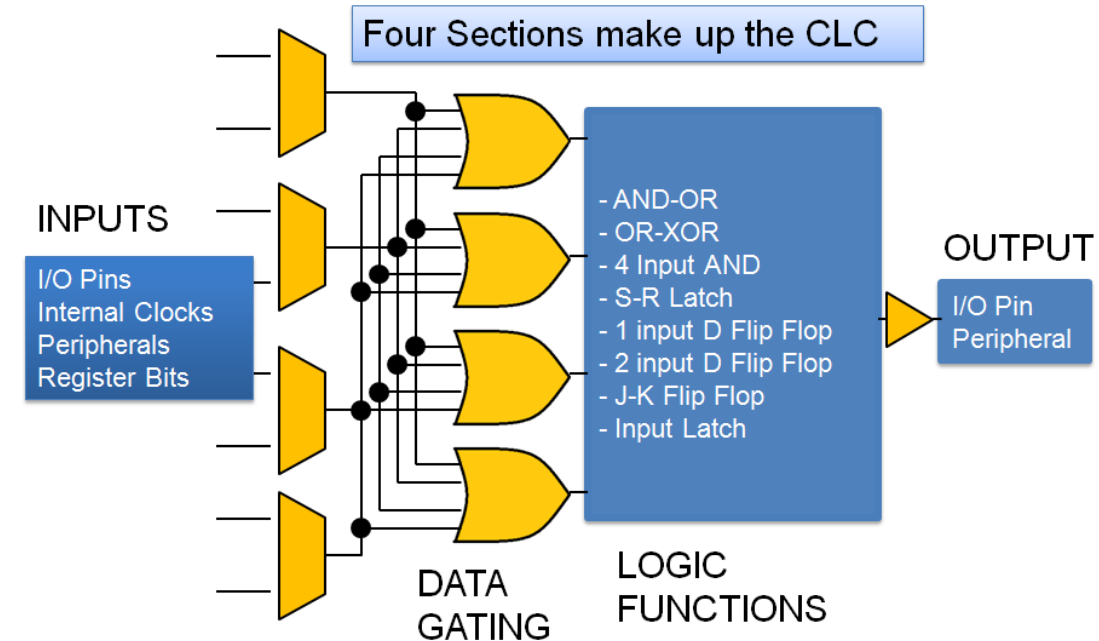 Four Sections make up the CLC
INPUTS
I/O Pins
Internal Clocks
Peripherals
Register Bits
DATA
GATING
- AND-OR
- OR-XOR
- 4 Input AND
- S-R Latch
- 1 input D Flip Flop
- 2 input D Flip Flop
- J-K Flip Flop
- Input Latch
LOGIC
FUNCTIONS
OUTPUT
I/O Pin
Peripheral